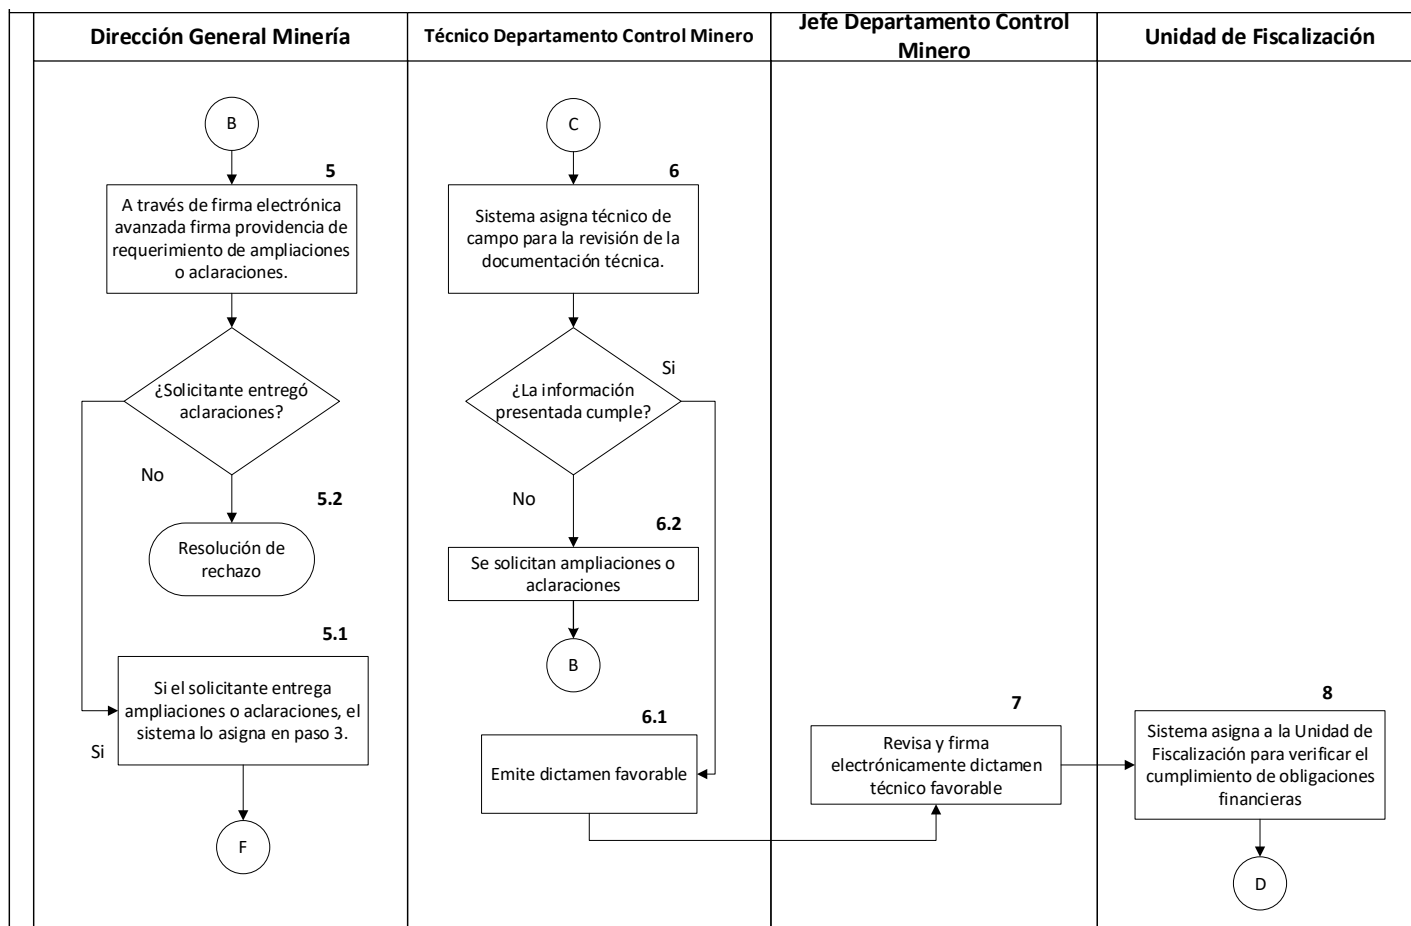 Dirección General Minería
Técnico Departamento Control Minero
Jefe Departamento Control
Minero
Unidad de Fiscalización
B
5
A través de firma electrónica
avanzada firma providencia de
requerimiento de ampliaciones
o aclaraciones.
¿Solicitante entregó
aclaraciones?
No
5.2
Resolución de
rechazo
5.1
Si el solicitante entrega
ampliaciones o aclaraciones, el
sistema lo asigna en paso 3.
Si
F
C
6
Sistema asigna técnico de
campo para la revisión de la
documentación técnica.
Si
¿La información
presentada cumple?
No
6.2
Se solicitan ampliaciones o
aclaraciones
B
6.1
Emite dictamen favorable
7
Revisa y firma
electrónicamente dictamen
técnico favorable
8
Sistema asigna a la Unidad de
Fiscalización para verificar el
cumplimiento de obligaciones
financieras
D